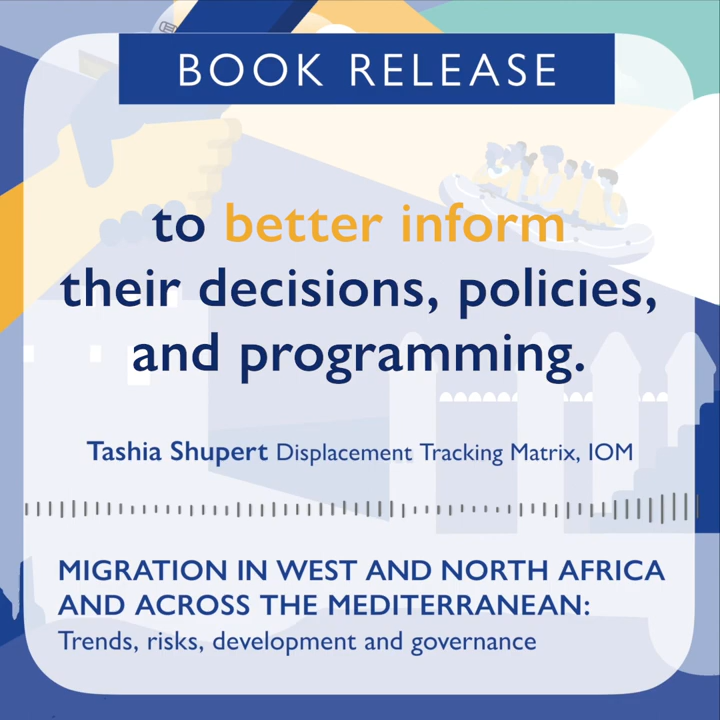 BOOK RELEASE
to better inform
their decisions, policies,
and programming.
Tashia Shupert Displacement Tracking Matrix, IOM
MIGRATION IN WEST AND NORTH AFRICA
AND ACROSS THE MEDITERRANEAN:
Trends, risks, development and governance